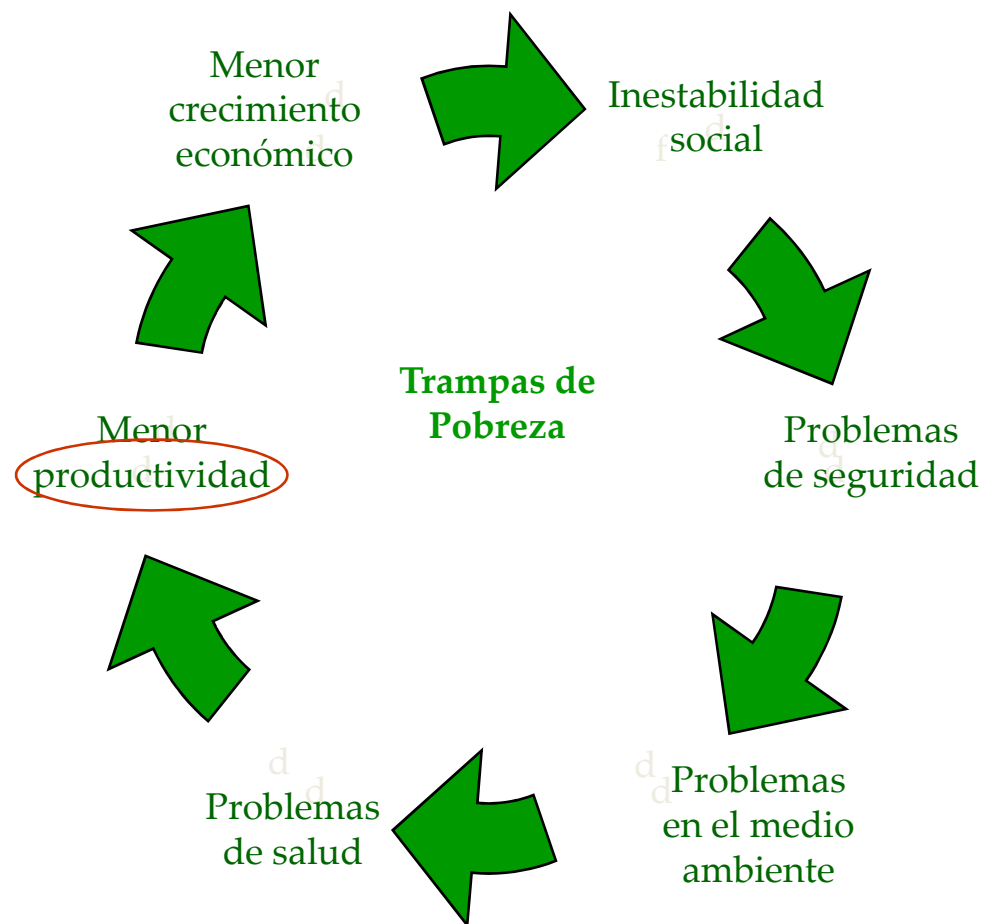 Menor
crecimiento
económico
Inestabilidad
social
Trampas de
Pobreza
Menor
productividad
Problemas
de seguridad
Problemas
de salud
Problemas
en el medio
ambiente
d
d
f
d
d
d
d
d
d
d
d
d